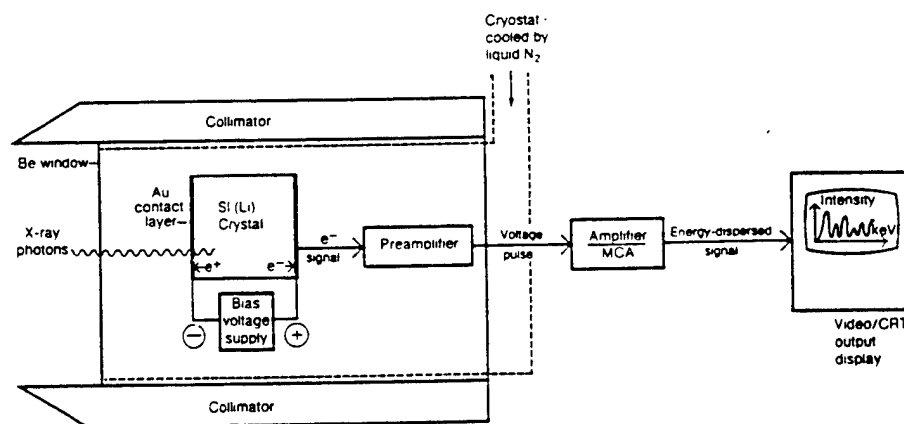 Cryostat
cooled by
liquid N2
Collimator
Be window
Au
contact
layer
Si (Li)
Crystal
X-ray
photons
e+
e−
e−
signal
Preamplifier
Voltage
pulse
Amplifier
MCA
Energy-dispersed
signal
Intensity
keV
Bias
voltage
supply
−
+
Video/CRT
output
display
Collimator